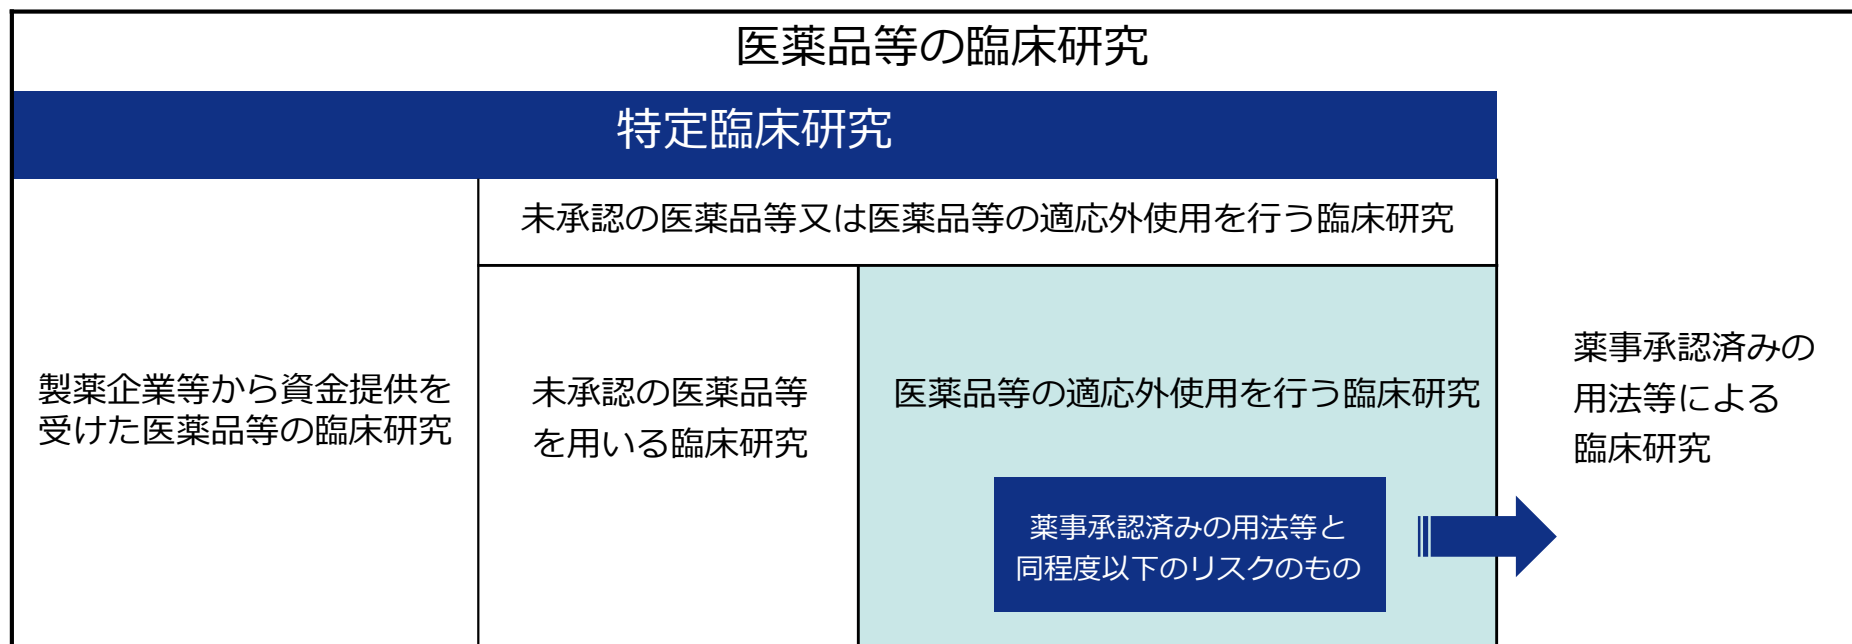 医薬品等の臨床研究
特定臨床研究
未承認の医薬品等又は医薬品等の適応外使用を行う臨床研究
製薬企業等から資金提供を
受けた医薬品等の臨床研究
未承認の医薬品等
を用いる臨床研究
医薬品等の適応外使用を行う臨床研究
薬事承認済みの用法等と
同程度以下のリスクのもの
薬事承認済みの
用法等による
臨床研究